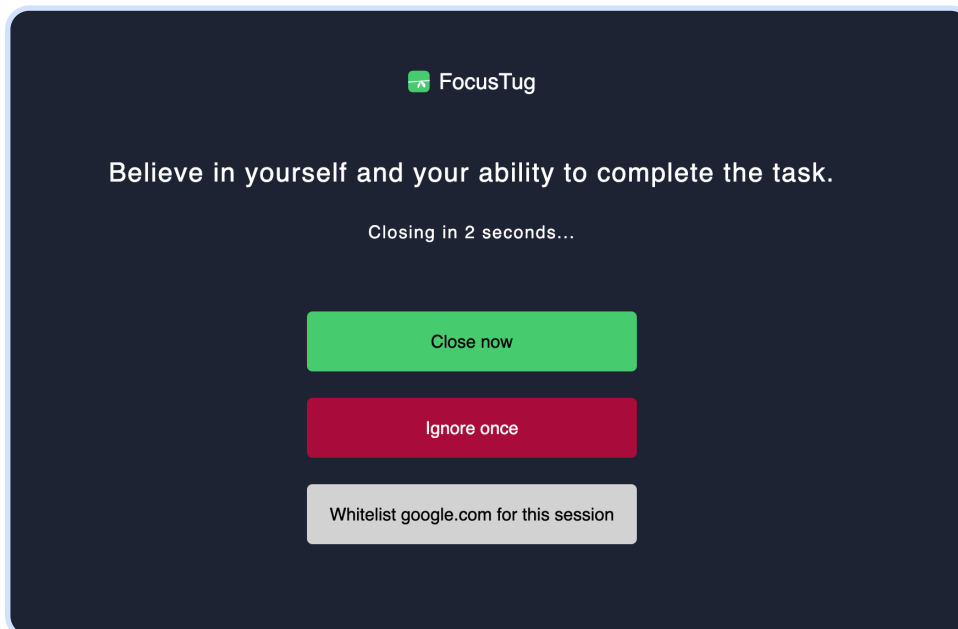 FocusTug
Believe in yourself and your ability to complete the task.
Closing in 2 seconds...
Close now
Ignore once
Whitelist google.com for this session